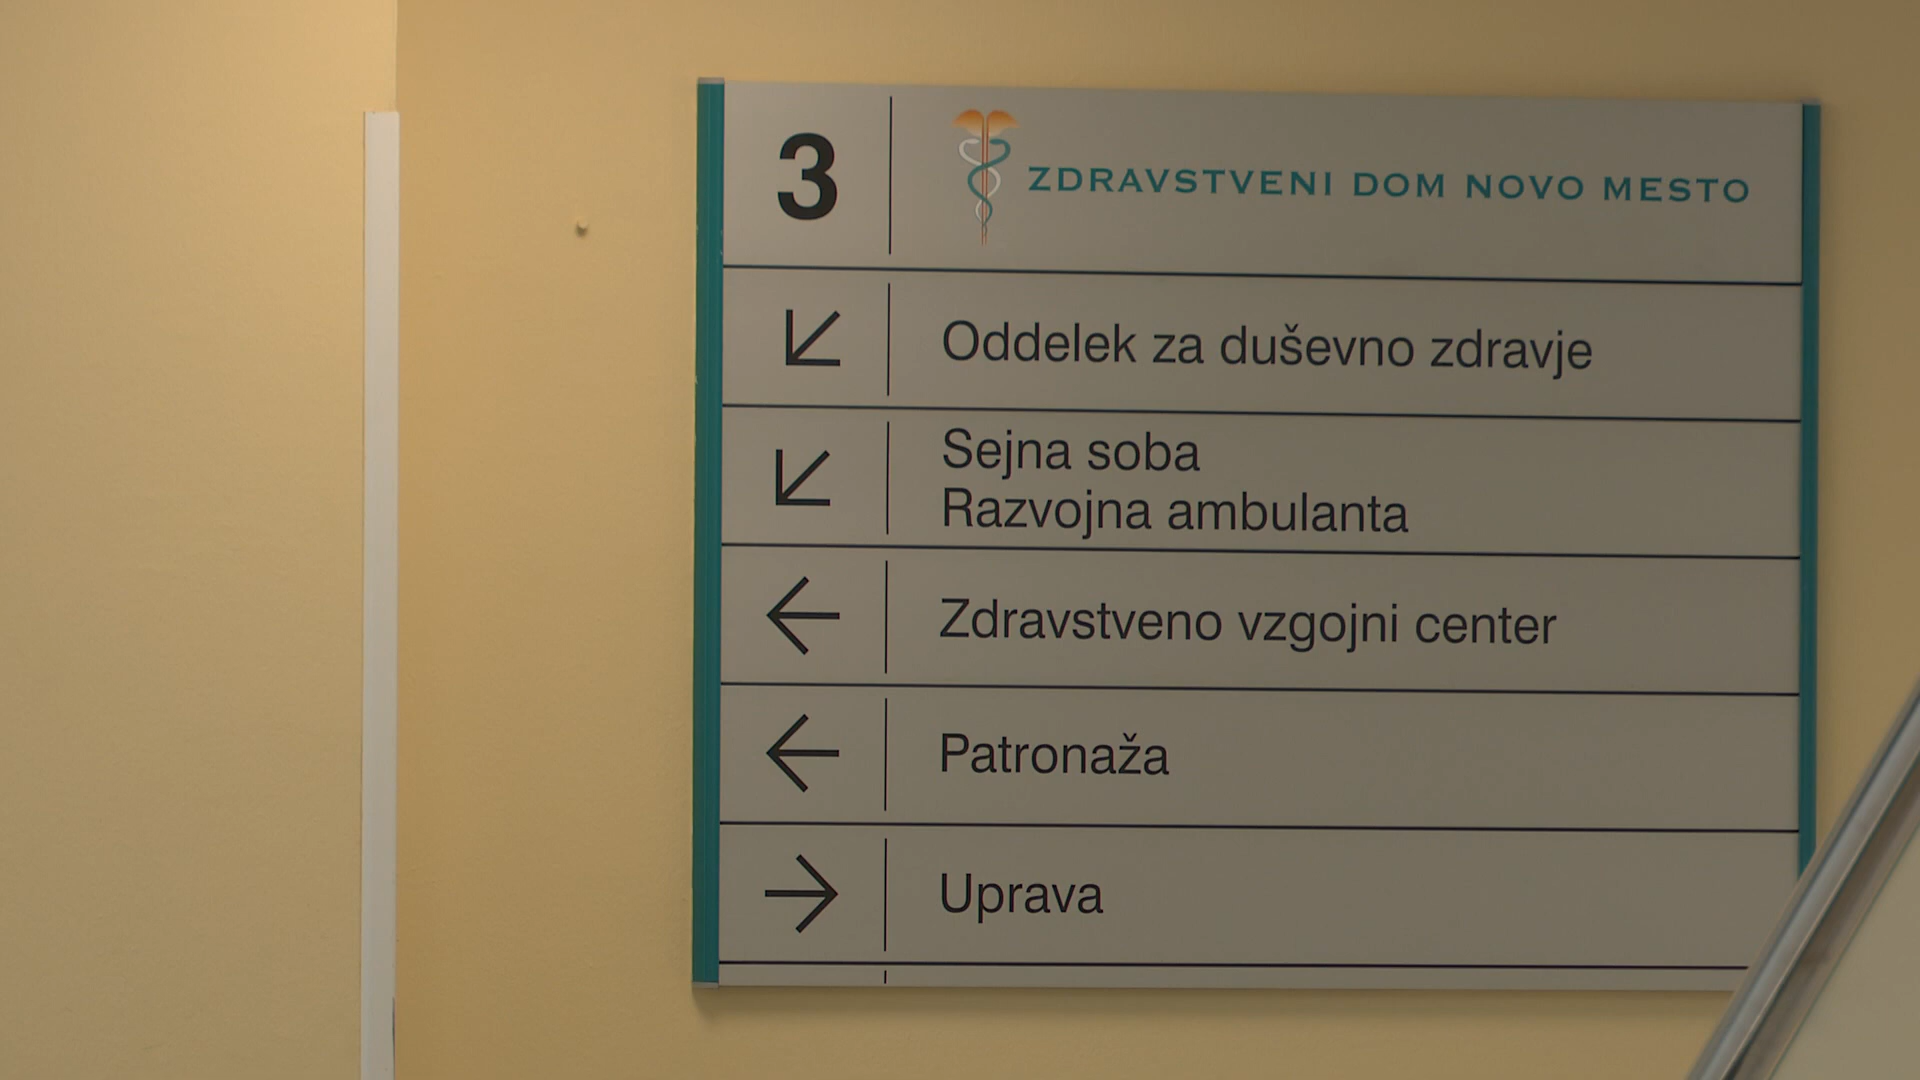 3
ZDRAVSTVENI DOM NOVO MESTO
Oddelek za duševno zdravje
Sejna soba
Razvojna ambulanta
Zdravstveno vzgojni center
Patronaža
Uprava